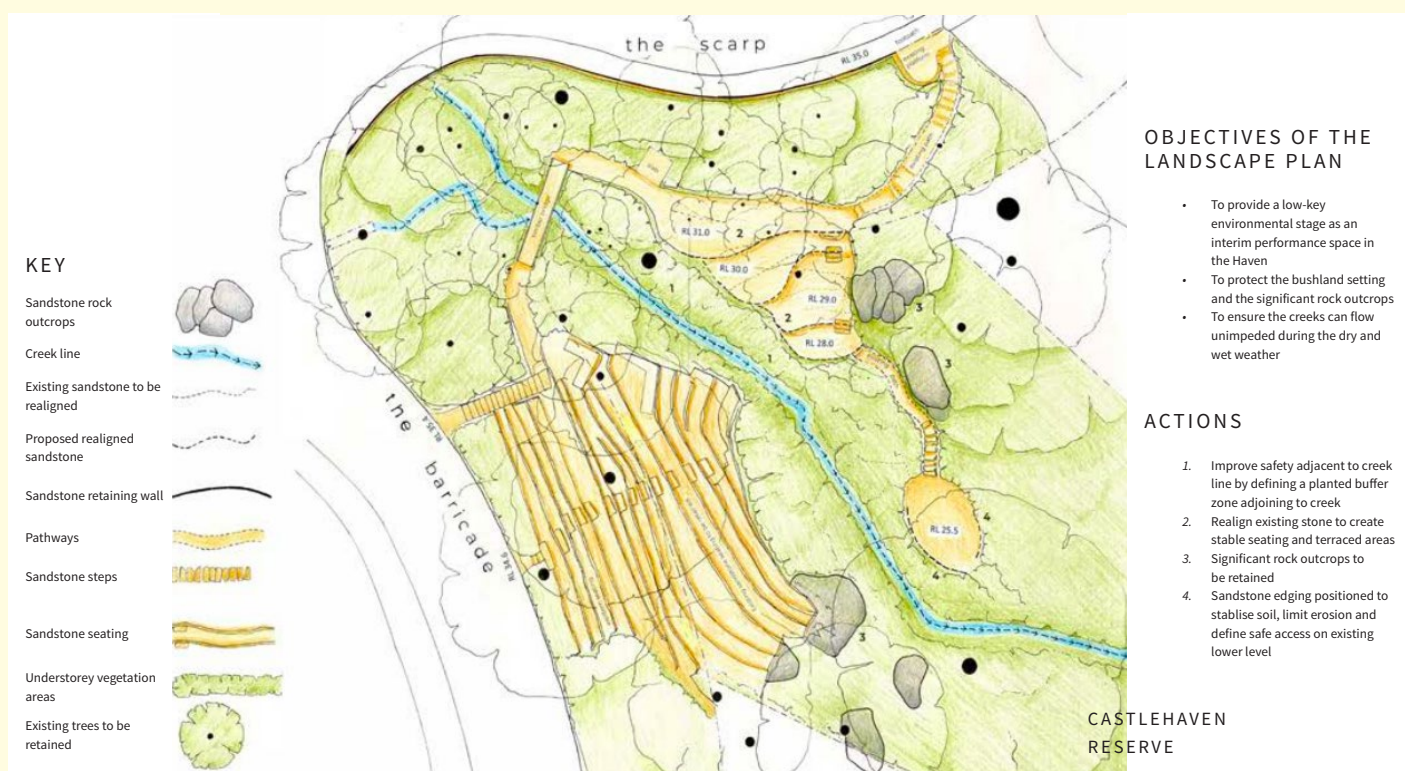 the scarp
RL 35.0
RL 31.0
2
RL 30.0
1
RL 29.0
3
2
RL 28.0
1
3
the barricade
RL 35.4
RL 34.6
RL 25.5
4
4
3
KEY
Sandstone rock
outcrops
Creek line
Existing sandstone to be
realigned
Proposed realigned
sandstone
Sandstone retaining wall
Pathways
Sandstone steps
Sandstone seating
Understorey vegetation
areas
Existing trees to be
retained
OBJECTIVES OF THE
LANDSCAPE PLAN
• To provide a low-key
environmental stage as an
interim performance space in
the Haven
• To protect the bushland setting
and the significant rock outcrops
• To ensure the creeks can flow
unimpeded during the dry and
wet weather
ACTIONS
1. Improve safety adjacent to creek
line by defining a planted buffer
zone adjoining to creek
2. Realign existing stone to create
stable seating and terraced areas
3. Significant rock outcrops to
be retained
4. Sandstone edging positioned to
stablise soil, limit erosion and
define safe access on existing
lower level
CASTLEHAVEN
RESERVE